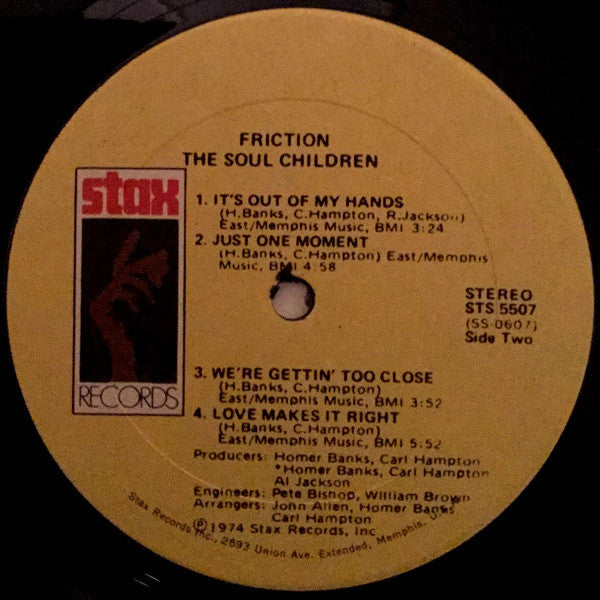 FRICTION
THE SOUL CHILDREN
stax
RECORDS
1. IT'S OUT OF MY HANDS
(H.Banks, C.Hampton, R.Jackson)
East/Memphis Music, BMI 3:24
2. JUST ONE MOMENT
(H.Banks, C.Hampton) East/Memphis
Music, BMI 4:58
STEREO
STS 5507
(SS-0607)
Side Two
3. WE'RE GETTIN' TOO CLOSE
(H.Banks, C.Hampton)
East/Memphis Music, BMI 3:52
4. LOVE MAKES IT RIGHT
(H.Banks, C.Hampton)
East/Memphis Music, BMI 5:52
Producers: Homer Banks, Carl Hampton
*Homer Banks, Carl Hampton
Al Jackson
Engineers: Pete Bishop, William Brown
Arrangers: John Allen, Homer Banks
Carl Hampton
Ⓟ1974 Stax Records, Inc
Stax Records Inc., 2693 Union Ave. Extended, Memphis,